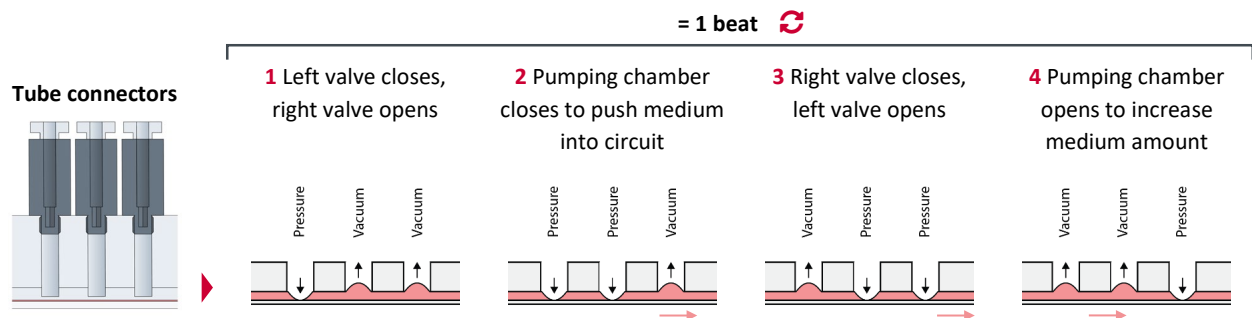 = 1 beat
Tube connectors
1 Left valve closes,
right valve opens
2 Pumping chamber
closes to push medium
into circuit
3 Right valve closes,
left valve opens
4 Pumping chamber
opens to increase
medium amount
Pressure
Vacuum
Vacuum
Pressure
Pressure
Vacuum
Vacuum
Pressure
Pressure
Vacuum
Vacuum
Pressure